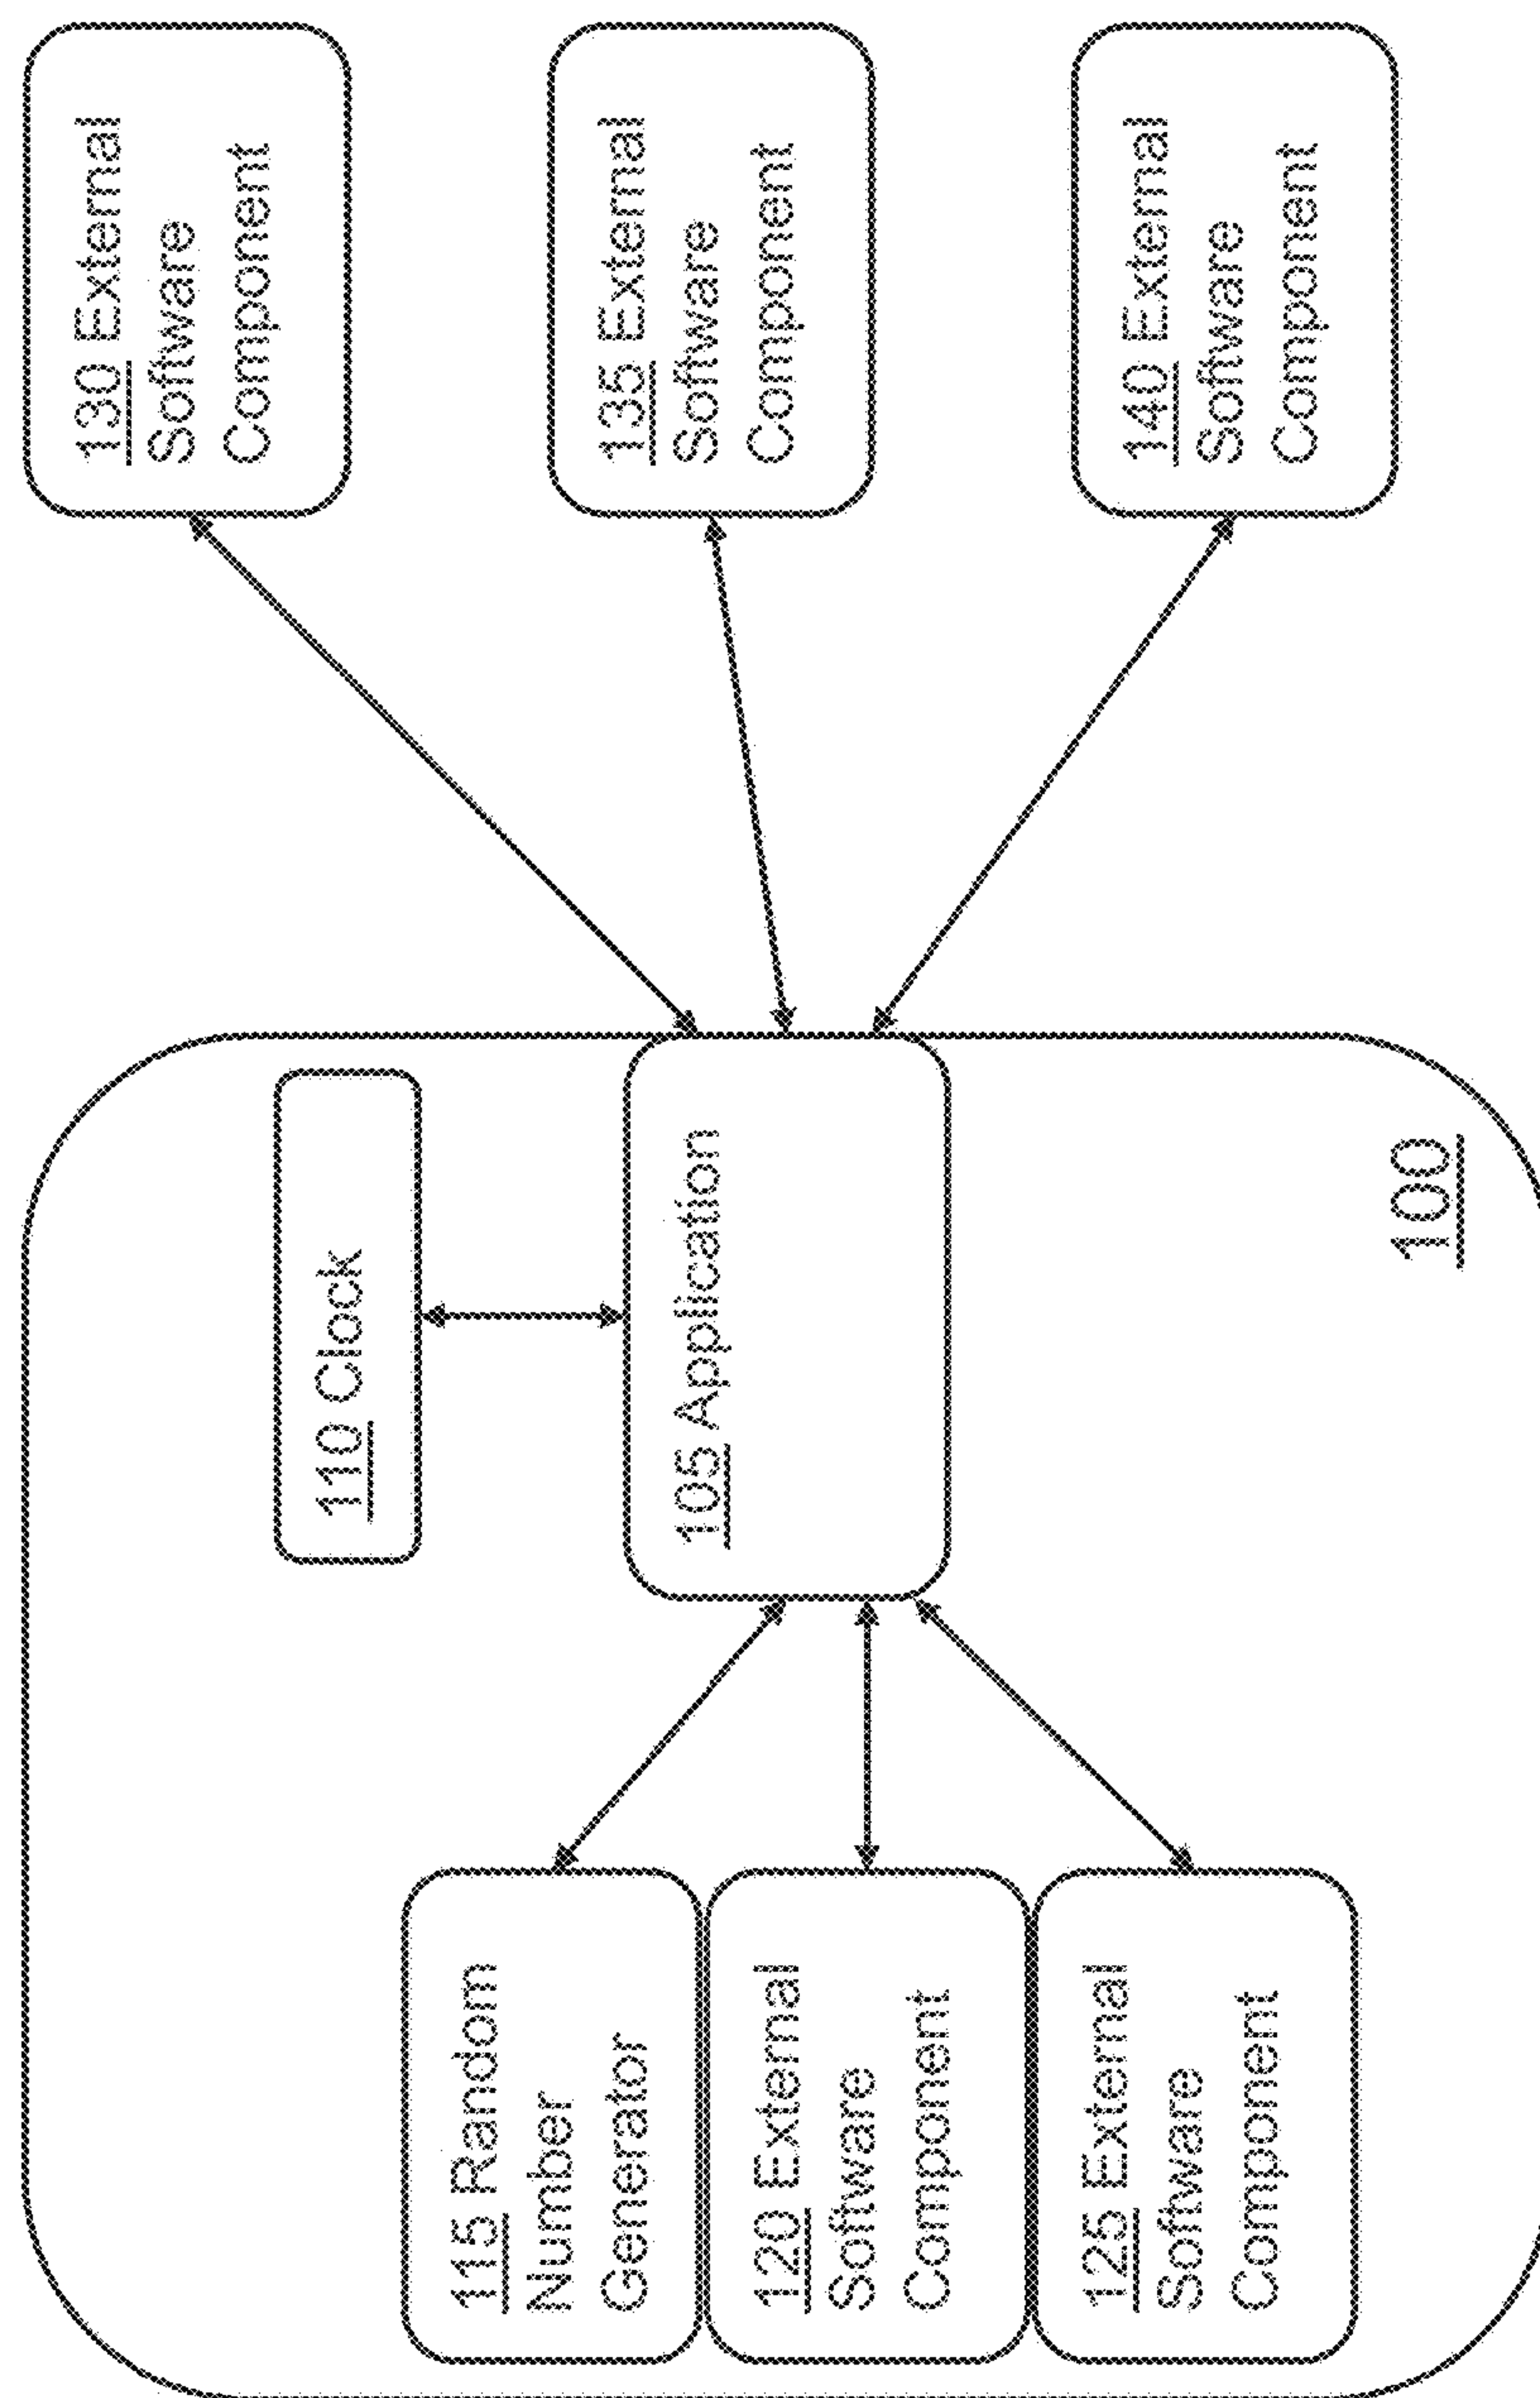 110 Clock
115 Random
Number
Generator
105 Application
120 External
Software
Component
125 External
Software
Component
100
130 External
Software
Component
135 External
Software
Component
140 External
Software
Component